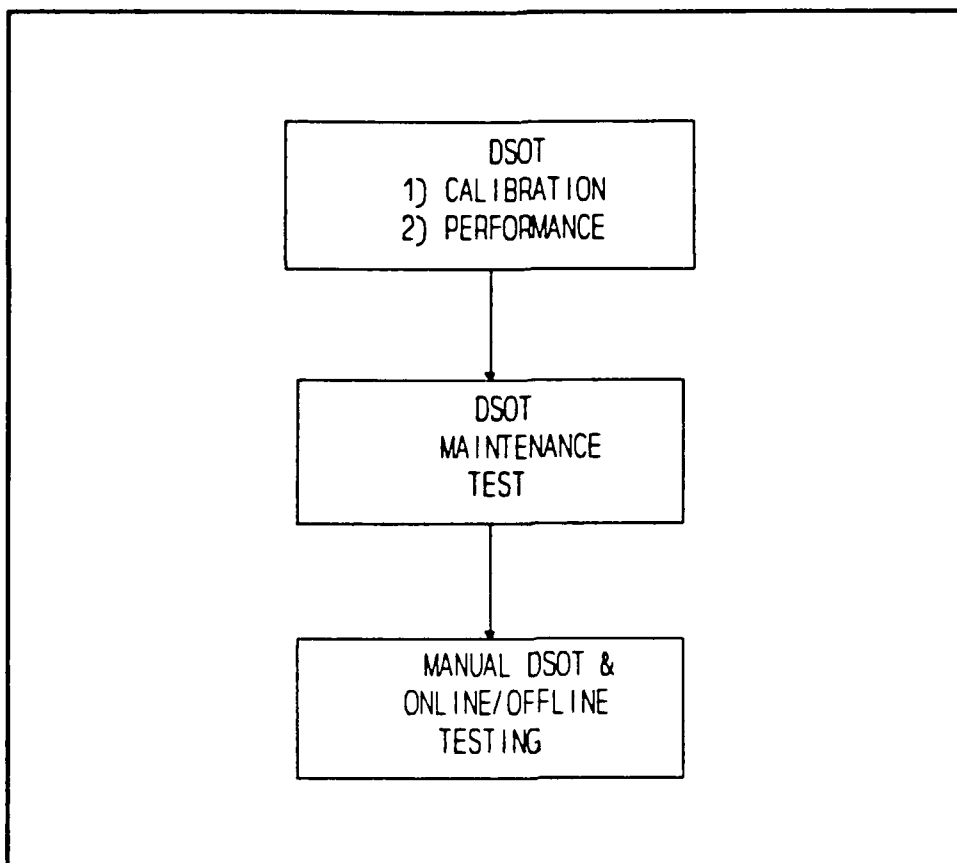 DSOT
1) CALIBRATION
2) PERFORMANCE
DSOT
MAINTENANCE
TEST
MANUAL DSOT &
ONLINE/OFFLINE
TESTING